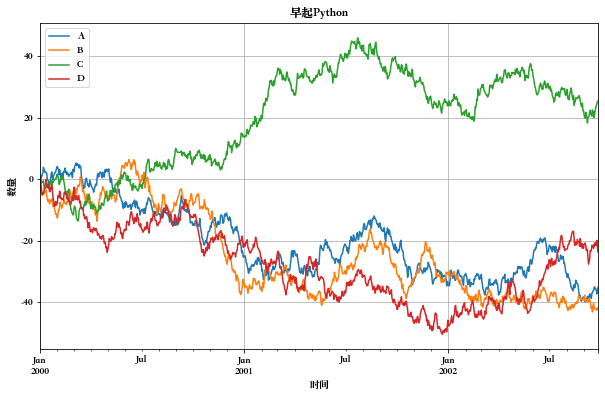 早起Python
A
B
C
D
40
20
0
-20
-40
数量
Jan
2000
Jul
Jan
2001
Jul
Jan
2002
Jul
时间